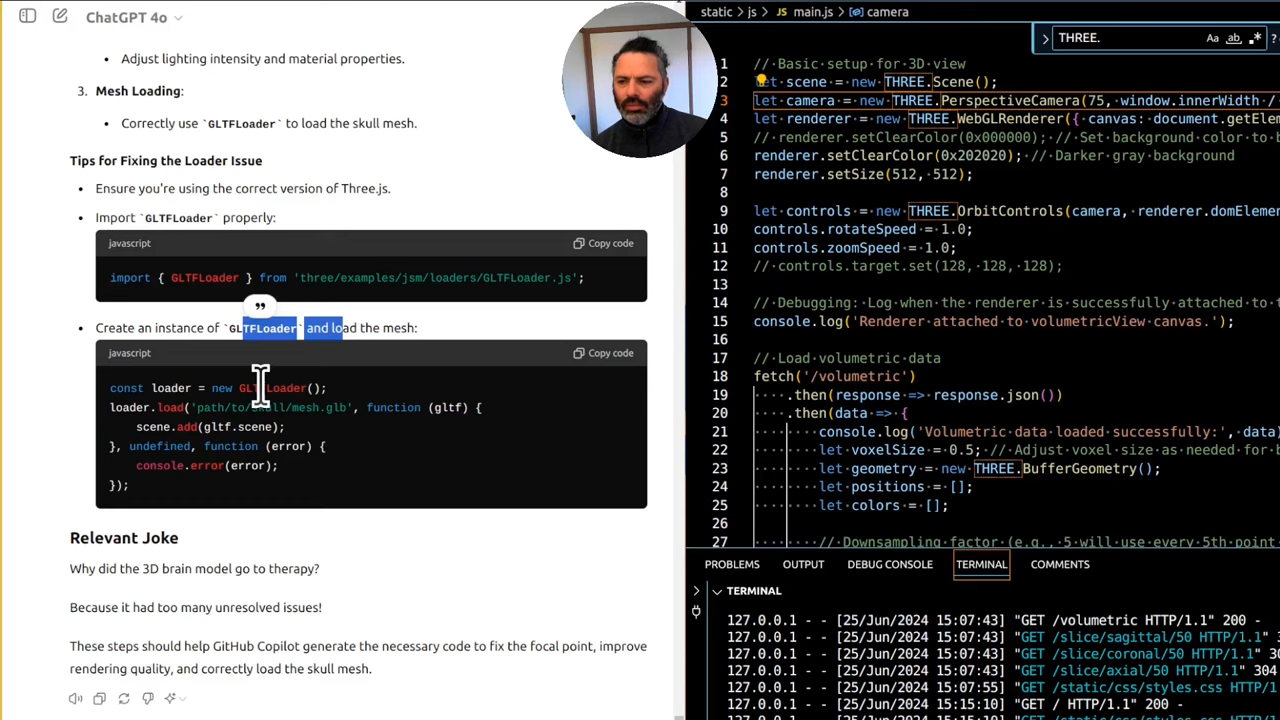 ChatGPT 4o
• Adjust lighting intensity and material properties.
3. Mesh Loading:
• Correctly use `GLTFLoader` to load the skull mesh.
Tips for Fixing the Loader Issue
• Ensure you're using the correct version of Three.js.
• Import `GLTFLoader` properly:
javascript
Copy code
import { GLTFLoader } from 'three/examples/jsm/loaders/GLTFLoader.js';
• Create an instance of `GLTFLoader` and load the mesh:
javascript
Copy code
const loader = new GLTFLoader();
loader.load('path/to/skull/mesh.glb', function (gltf) {
scene.add(gltf.scene);
}, undefined, function (error) {
console.error(error);
});
Relevant Joke
Why did the 3D brain model go to therapy?
Because it had too many unresolved issues!
These steps should help GitHub Copilot generate the necessary code to fix the focal point, improve
rendering quality, and correctly load the skull mesh.
static > js > JS main.js > camera
THREE.
Aa ab .* ?
1 // Basic setup for 3D view
2 let scene = new THREE.Scene();
3 let camera = new THREE.PerspectiveCamera(75, window.innerWidth /
4 let renderer = new THREE.WebGLRenderer({ canvas: document.getElem
5 // renderer.setClearColor(0x000000); // Set background color to b
6 renderer.setClearColor(0x202020); // Darker gray background
7 renderer.setSize(512, 512);
8
9 let controls = new THREE.OrbitControls(camera, renderer.domElemen
10 controls.rotateSpeed = 1.0;
11 controls.zoomSpeed = 1.0;
12 // controls.target.set(128, 128, 128);
13
14 // Debugging: Log when the renderer is successfully attached to t
15 console.log('Renderer attached to volumetricView canvas.');
16
17 // Load volumetric data
18 fetch('/volumetric')
19 .then(response => response.json())
20 .then(data => {
21 console.log('Volumetric data loaded successfully:', data)
22 let voxelSize = 0.5; // Adjust voxel size as needed for b
23 let geometry = new THREE.BufferGeometry();
24 let positions = [];
25 let colors = [];
26
27 // Downsampling factor (e.g., 5 will use every 5th point
PROBLEMS OUTPUT DEBUG CONSOLE TERMINAL COMMENTS
TERMINAL
127.0.0.1 - - [25/Jun/2024 15:07:43] "GET /volumetric HTTP/1.1" 200 -
127.0.0.1 - - [25/Jun/2024 15:07:43] "GET /slice/sagittal/50 HTTP/1.1" 3
127.0.0.1 - - [25/Jun/2024 15:07:43] "GET /slice/coronal/50 HTTP/1.1" 30
127.0.0.1 - - [25/Jun/2024 15:07:43] "GET /slice/axial/50 HTTP/1.1" 304
127.0.0.1 - - [25/Jun/2024 15:07:55] "GET /static/css/styles.css HTTP/1
127.0.0.1 - - [25/Jun/2024 15:15:10] "GET / HTTP/1.1" 200 -